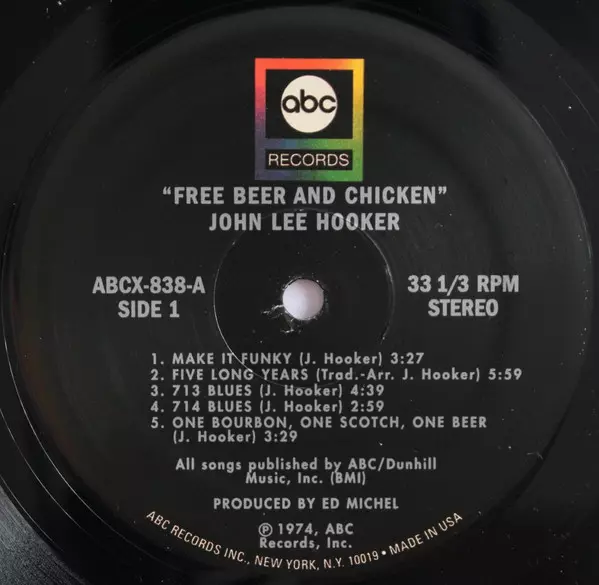 abc
RECORDS
"FREE BEER AND CHICKEN"
JOHN LEE HOOKER
ABCX-838-A
SIDE 1
33 1/3 RPM
STEREO
1. MAKE IT FUNKY (J. Hooker) 3:27
2. FIVE LONG YEARS (Trad.-Arr. J. Hooker) 5:59
3. 713 BLUES (J. Hooker) 4:39
4. 714 BLUES (J. Hooker) 2:59
5. ONE BOURBON, ONE SCOTCH, ONE BEER
(J. Hooker) 3:29
All songs published by ABC/Dunhill
Music, Inc. (BMI)
PRODUCED BY ED MICHEL
℗ 1974, ABC
Records, Inc.
ABC RECORDS INC., NEW YORK, N.Y. 10019 • MADE IN USA